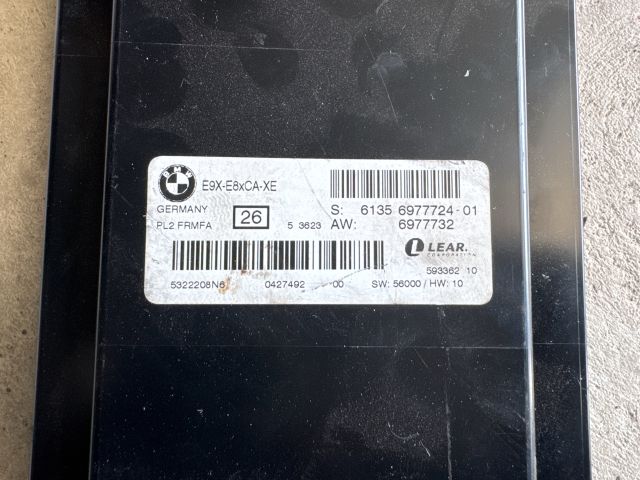 BMW
E9X-E8xCA-XE
GERMANY
PL2 FRMFA
26
5 3623
S: 6135 6977724-01
AW: 6977732
LEAR.
CORPORATION
593362 10
5322208N6 0427492 00 SW: 56000 / HW: 10